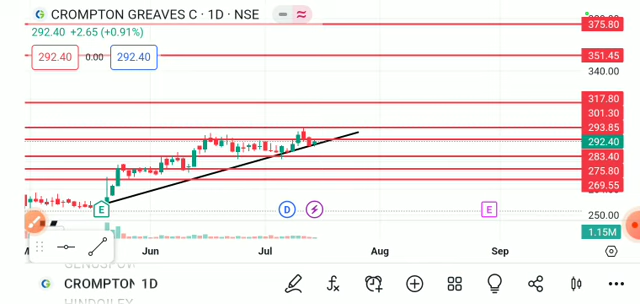 CROMPTON GREAVES C · 1D · NSE
292.40 +2.65 (+0.91%)
292.40 0.00 292.40
375.80
351.45
340.00
317.80
301.30
293.85
292.40
283.40
275.80
269.55
250.00
1.15M
E D E
Jun Jul Aug Sep
CROMPTON 1D